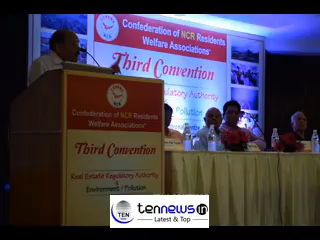 Confederation of NCR Residents
Welfare Associations'
Third Convention
egulatory Authority
Pollution
Confederation of NCR Residents
Welfare Associations'
Third Convention
Real Estate Regulatory Authority
&
Environment / Pollution
TEN
tennews.in
Latest & Top